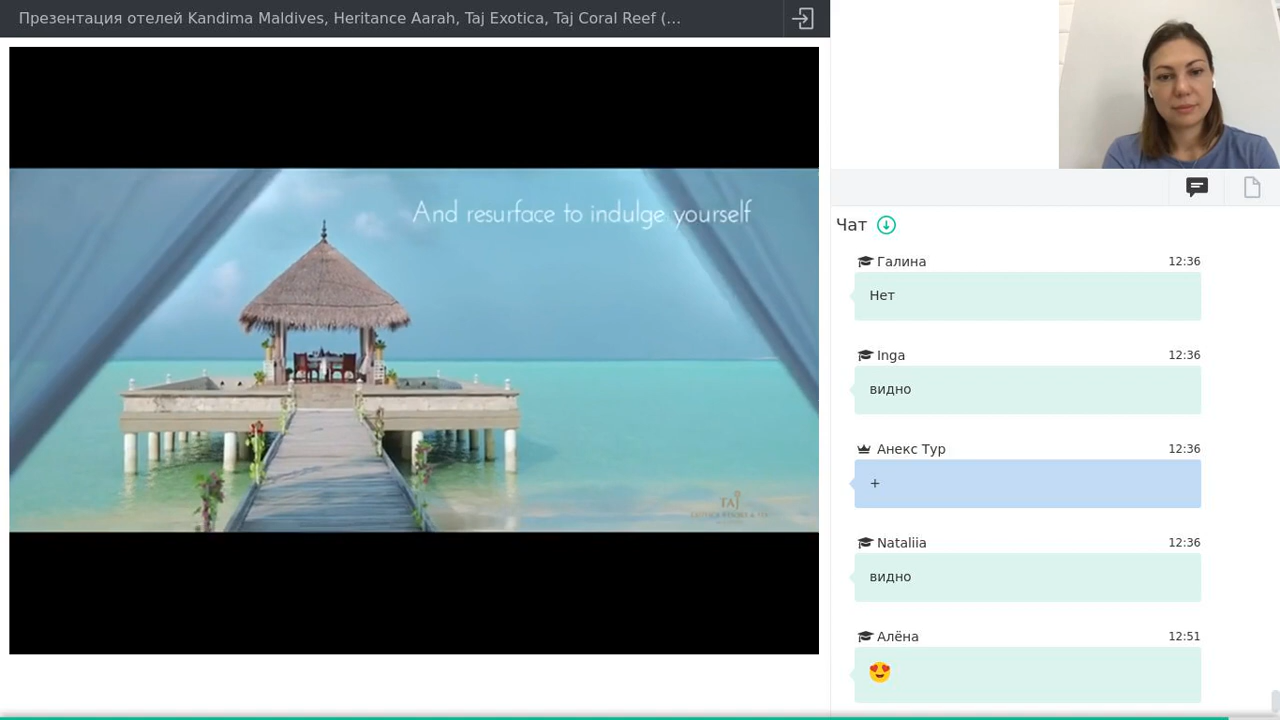 Презентация отелей Kandima Maldives, Heritance Aarah, Taj Exotica, Taj Coral Reef (...
And resurface to indulge yourself
TAJ
Чат
Галина 12:36
Нет
Inga 12:36
видно
Анекс Тур 12:36
+
Nataliia 12:36
видно
Алёна 12:51